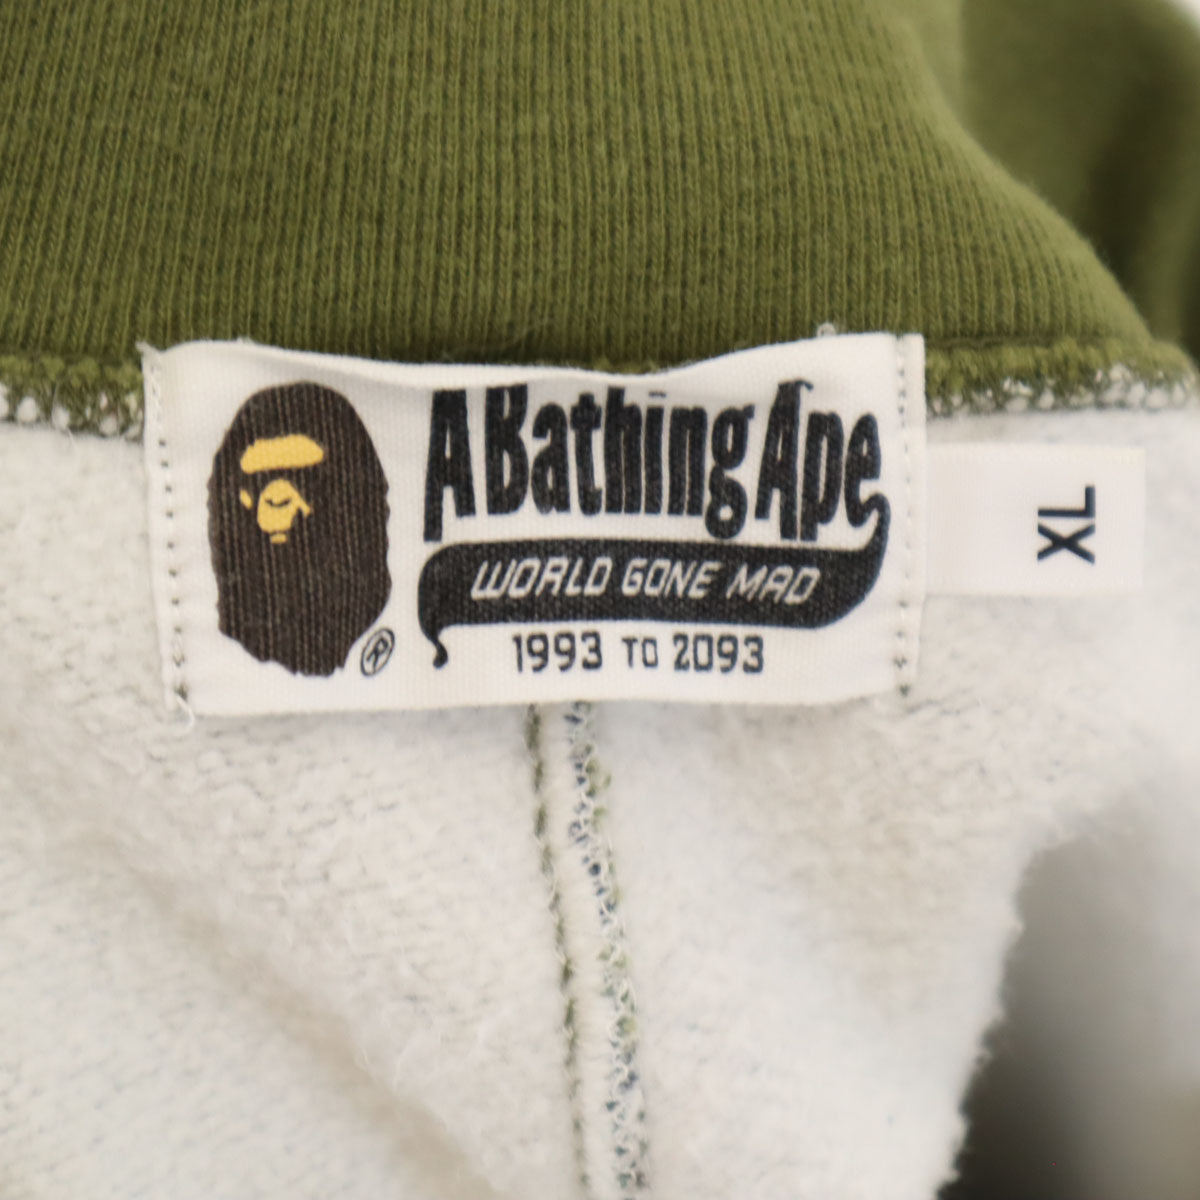 A Bathing Ape
WORLD GONE MAD
1993 TO 2093
®
XL